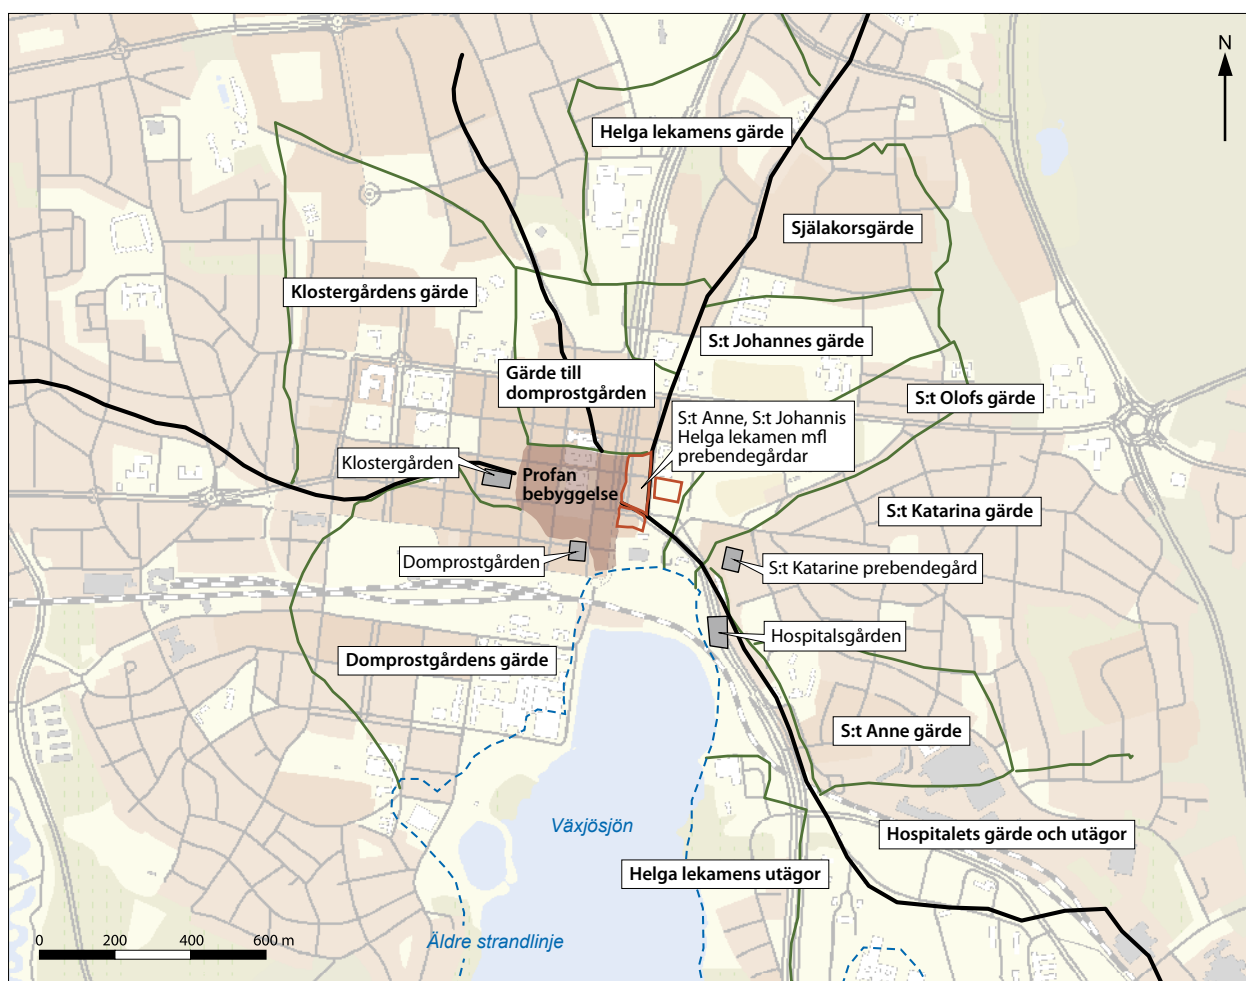 N
Helga lekamens gärde
Själakorsgärde
Klostergårdens gärde
S:t Johannes gärde
Gärde till
domprostgården
S:t Olofs gärde
S:t Anne, S:t Johannis
Helga lekamen mfl
prebendegårdar
Klostergården
Profan
bebyggelse
S:t Katarina gärde
Domprostgården
S:t Katarine prebendegård
Hospitalsgården
Domprostgårdens gärde
S:t Anne gärde
Växjösjön
Hospitalets gärde och utägor
Helga lekamens utägor
Äldre strandlinje
0 200 400 600 m